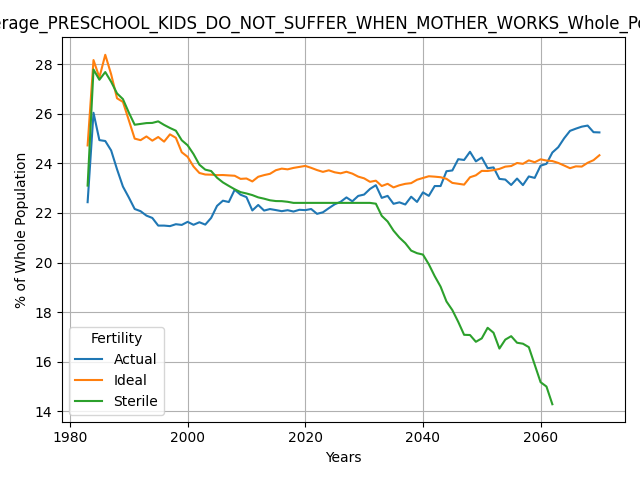 erage_PRESCHOOL_KIDS_DO_NOT_SUFFER_WHEN_MOTHER_WORKS_Whole_Po
28
26
24
22
20
18
16
14
% of Whole Population
Fertility
Actual
Ideal
Sterile
1980
2000
2020
2040
2060
Years